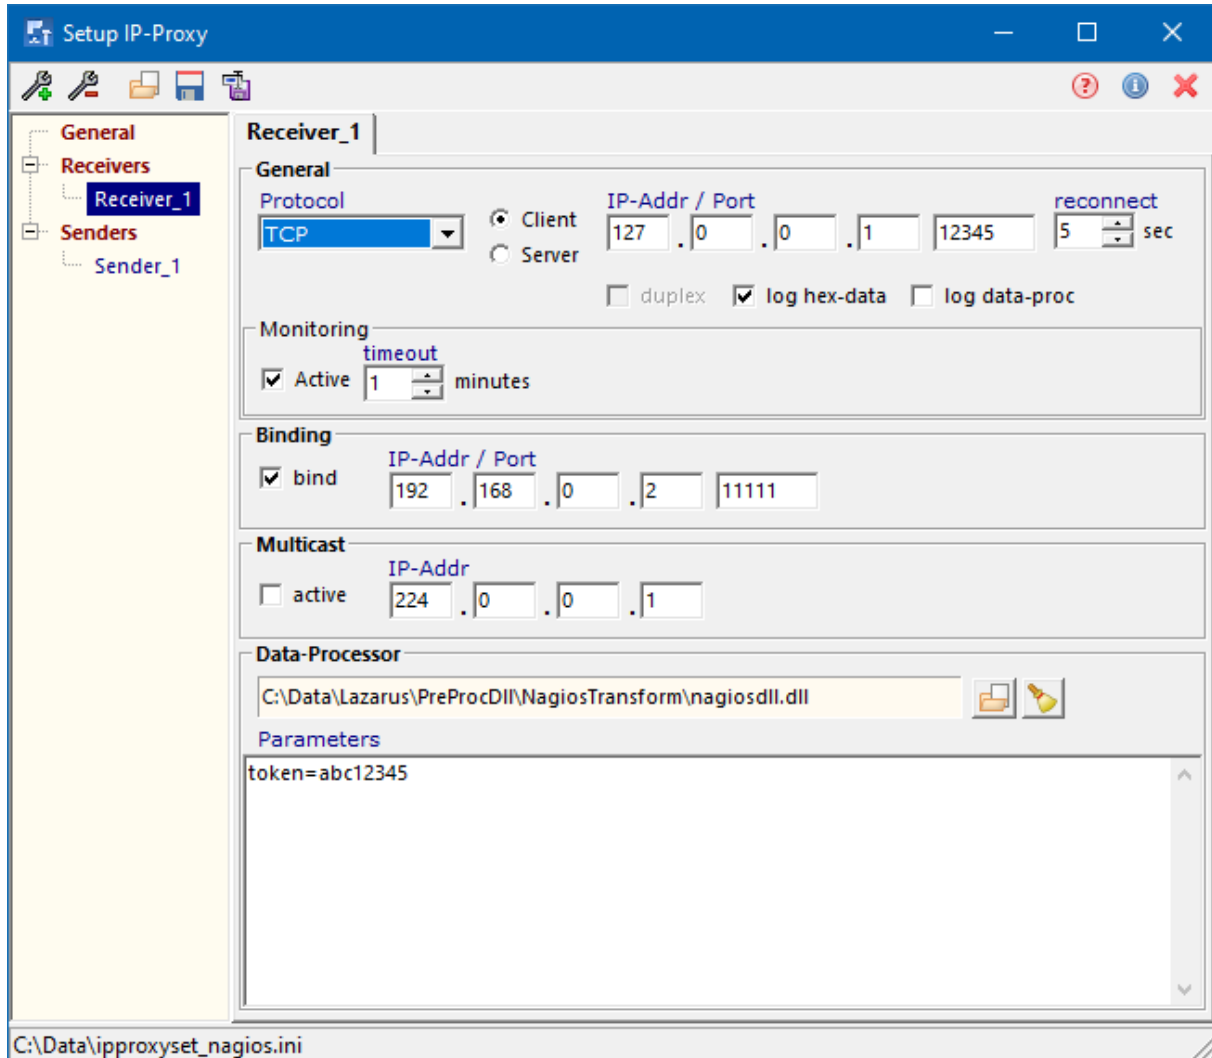 Setup IP-Proxy
General
Receivers
Receiver_1
Senders
Sender_1
Receiver_1
General
Protocol
TCP
Client
Server
IP-Addr / Port
127 . 0 . 0 . 1 12345
reconnect
5 sec
duplex log hex-data log data-proc
Monitoring
timeout
Active 1 minutes
Binding
IP-Addr / Port
bind 192 . 168 . 0 . 2 11111
Multicast
IP-Addr
active 224 . 0 . 0 . 1
Data-Processor
C:\Data\Lazarus\PreProcDll\NagiosTransform\nagiosdll.dll
Parameters
token=abc12345
C:\Data\ipproxyset_nagios.ini